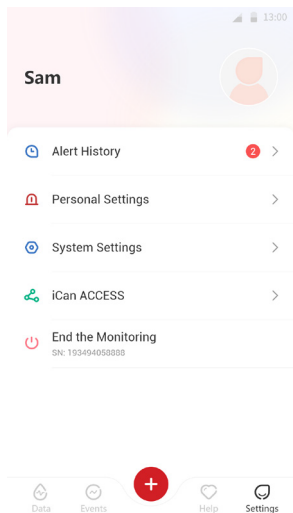 13:00
Sam
Alert History 2
Personal Settings
System Settings
iCan ACCESS
End the Monitoring
SN: 193494058888
Data Events Help Settings